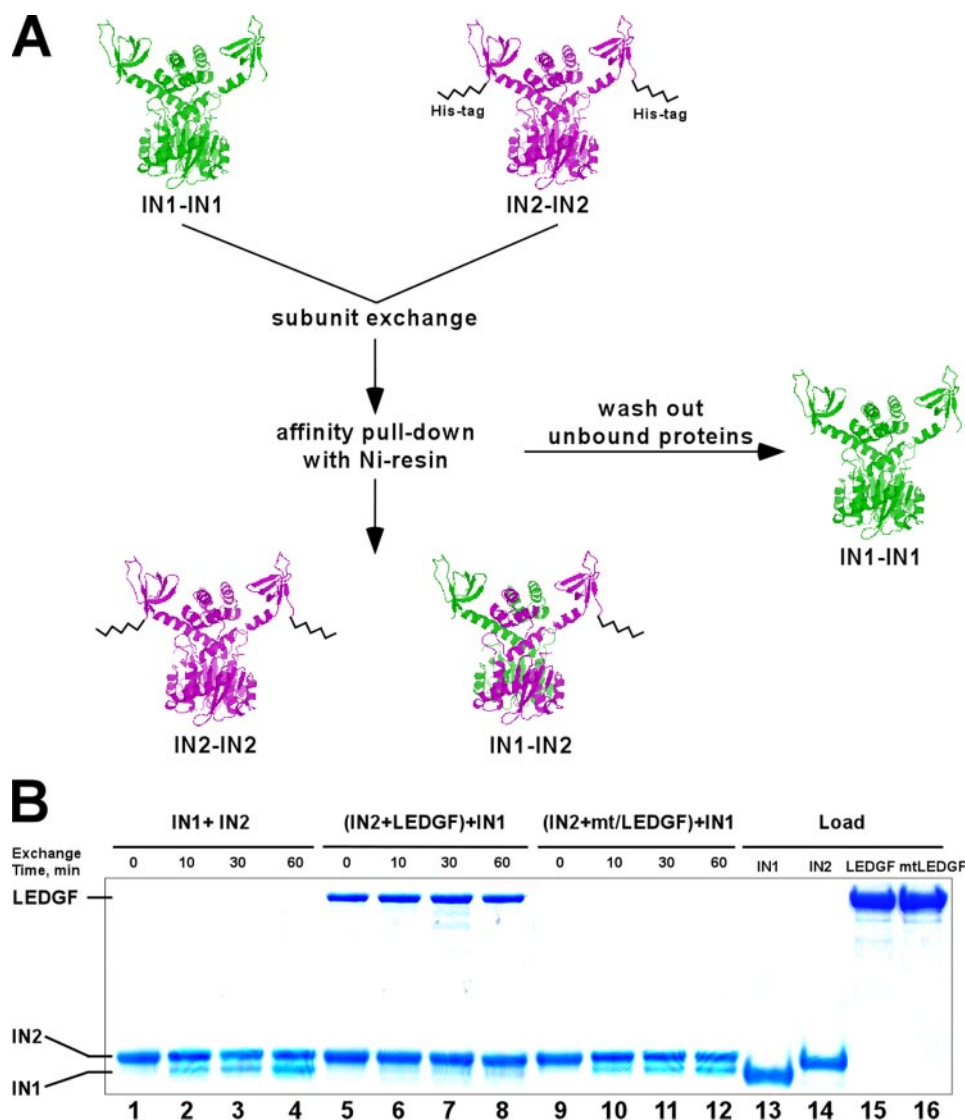 A
His-tag
His-tag
IN1-IN1
IN2-IN2
subunit exchange
affinity pull-down
with Ni-resin
wash out
unbound proteins
IN1-IN1
IN2-IN2
IN1-IN2
B
IN1+ IN2 (IN2+LEDGF)+IN1 (IN2+mt/LEDGF)+IN1 Load
Exchange
Time, min 0 10 30 60 0 10 30 60 0 10 30 60 IN1 IN2 LEDGF mtLEDGF
LEDGF
IN2
IN1
1 2 3 4 5 6 7 8 9 10 11 12 13 14 15 16